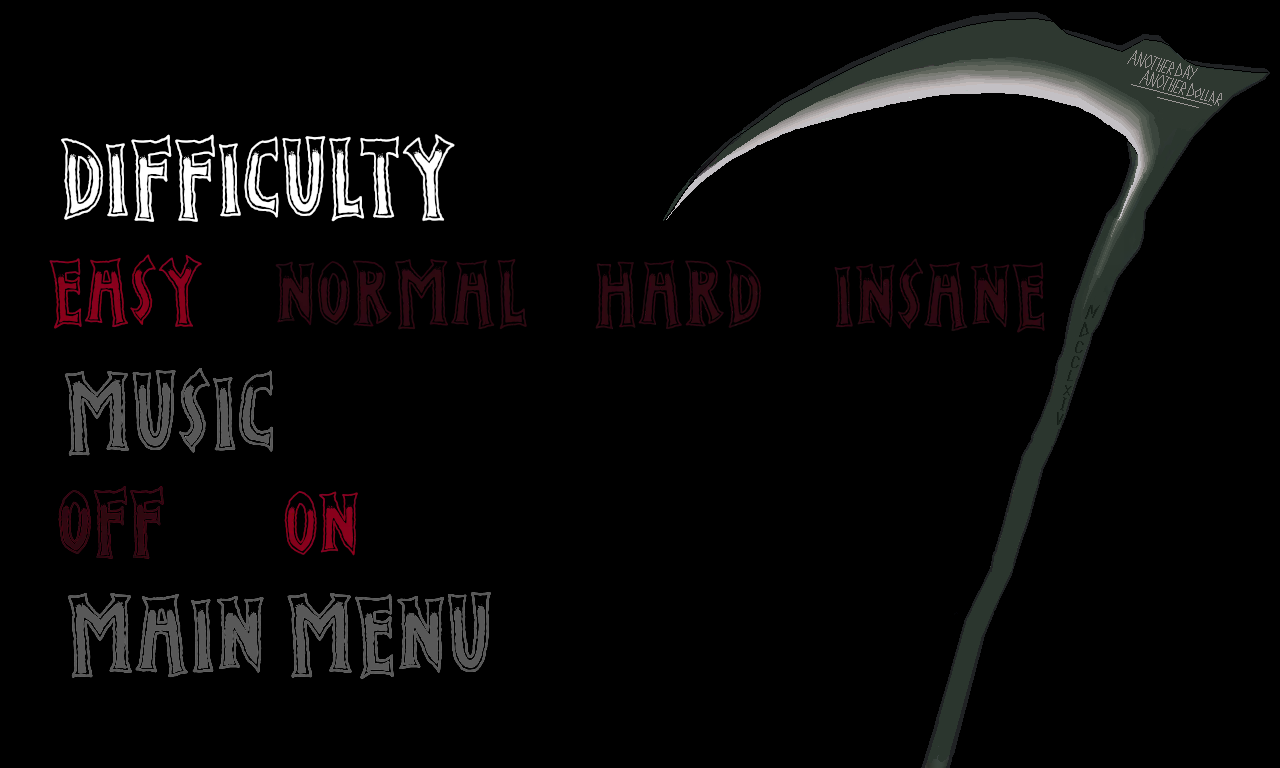 ANOTHER DAY
ANOTHER DOLLAR
DIFFICULTY
EASY NORMAL HARD INSANE
MUSIC
OFF ON
MAIN MENU